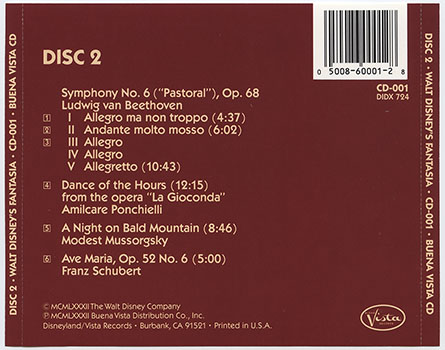 DISC 2
0 5008-60001-2 8
CD-001
DIDX 724
Symphony No. 6 ("Pastoral"), Op. 68
Ludwig van Beethoven
1 I Allegro ma non troppo (4:37)
2 II Andante molto mosso (6:02)
3 III Allegro
IV Allegro
V Allegretto (10:43)
4 Dance of the Hours (12:15)
from the opera "La Gioconda"
Amilcare Ponchielli
5 A Night on Bald Mountain (8:46)
Modest Mussorgsky
6 Ave Maria, Op. 52 No. 6 (5:00)
Franz Schubert
© MCMLXXXII The Walt Disney Company
℗ MCMLXXXII Buena Vista Distribution Co., Inc.
Disneyland/Vista Records • Burbank, CA 91521 • Printed in U.S.A.
Vista
DISC 2 • WALT DISNEY'S FANTASIA • CD-001 • BUENA VISTA CD
DISC 2 • WALT DISNEY'S FANTASIA • CD-001 • BUENA VISTA CD